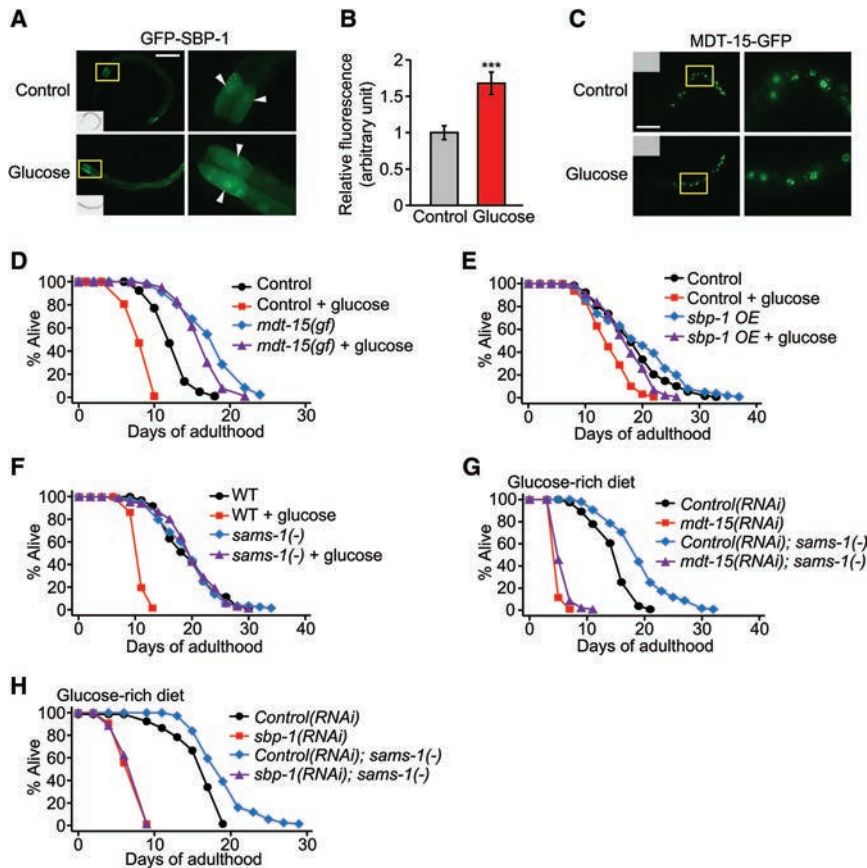 A
GFP-SBP-1
Control
Glucose
B
Relative fluorescence
(arbitrary unit)
2
1.5
1
0.5
0
***
Control Glucose
C
MDT-15-GFP
Control
Glucose
D
% Alive
100
80
60
40
20
0
0 10 20 30
Days of adulthood
Control
Control + glucose
mdt-15(gf)
mdt-15(gf) + glucose
E
% Alive
100
80
60
40
20
0
0 10 20 30 40
Days of adulthood
Control
Control + glucose
sbp-1 OE
sbp-1 OE + glucose
F
% Alive
100
80
60
40
20
0
0 10 20 30 40
Days of adulthood
WT
WT + glucose
sams-1(-)
sams-1(-) + glucose
G
Glucose-rich diet
% Alive
100
80
60
40
20
0
0 10 20 30 40
Days of adulthood
Control(RNAi)
mdt-15(RNAi)
Control(RNAi); sams-1(-)
mdt-15(RNAi); sams-1(-)
H
Glucose-rich diet
% Alive
100
80
60
40
20
0
0 10 20 30
Days of adulthood
Control(RNAi)
sbp-1(RNAi)
Control(RNAi); sams-1(-)
sbp-1(RNAi); sams-1(-)